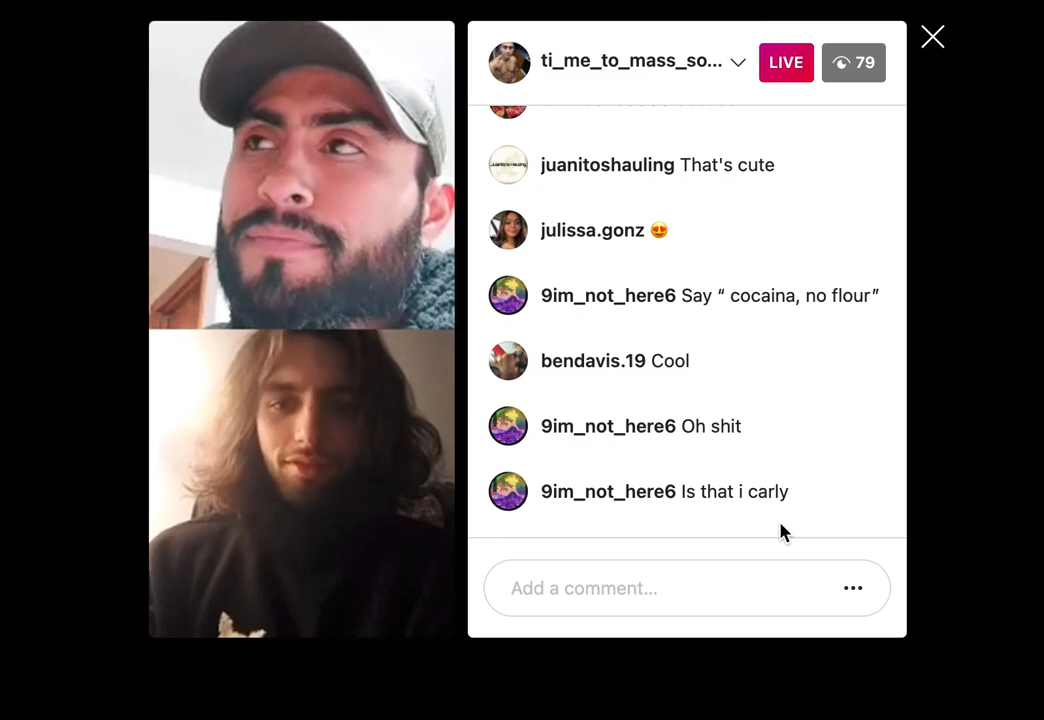 ti_me_to_mass_so...
LIVE
79
juanitoshauling That's cute
julissa.gonz 😍
9im_not_here6 Say “ cocaina, no flour”
bendavis.19 Cool
9im_not_here6 Oh shit
9im_not_here6 Is that i carly
Add a comment...